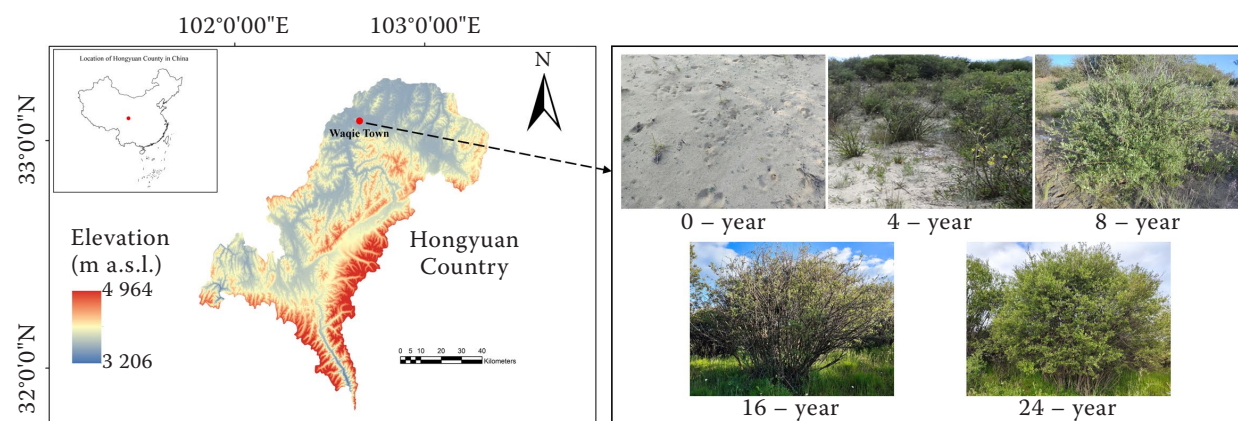 102°0'00"E 103°0'00"E
Location of Hongyuan County in China
N
33°0'0"N
Waqie Town
Elevation
(m a.s.l.)
4 964
3 206
Hongyuan
Country
0 5 10 20 30 40
Kilometers
32°0'0"N
0 – year 4 – year 8 – year
16 – year 24 – year